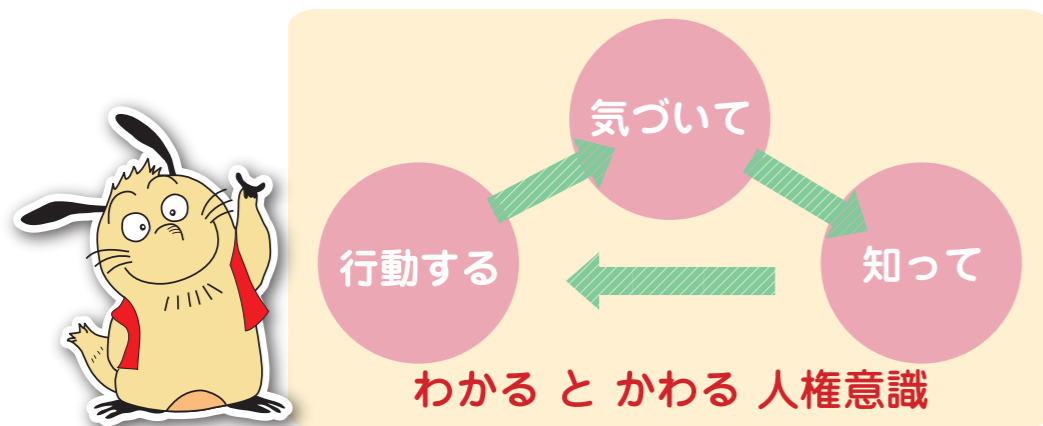 気づいて
知って
行動する
わかる と かわる 人権意識